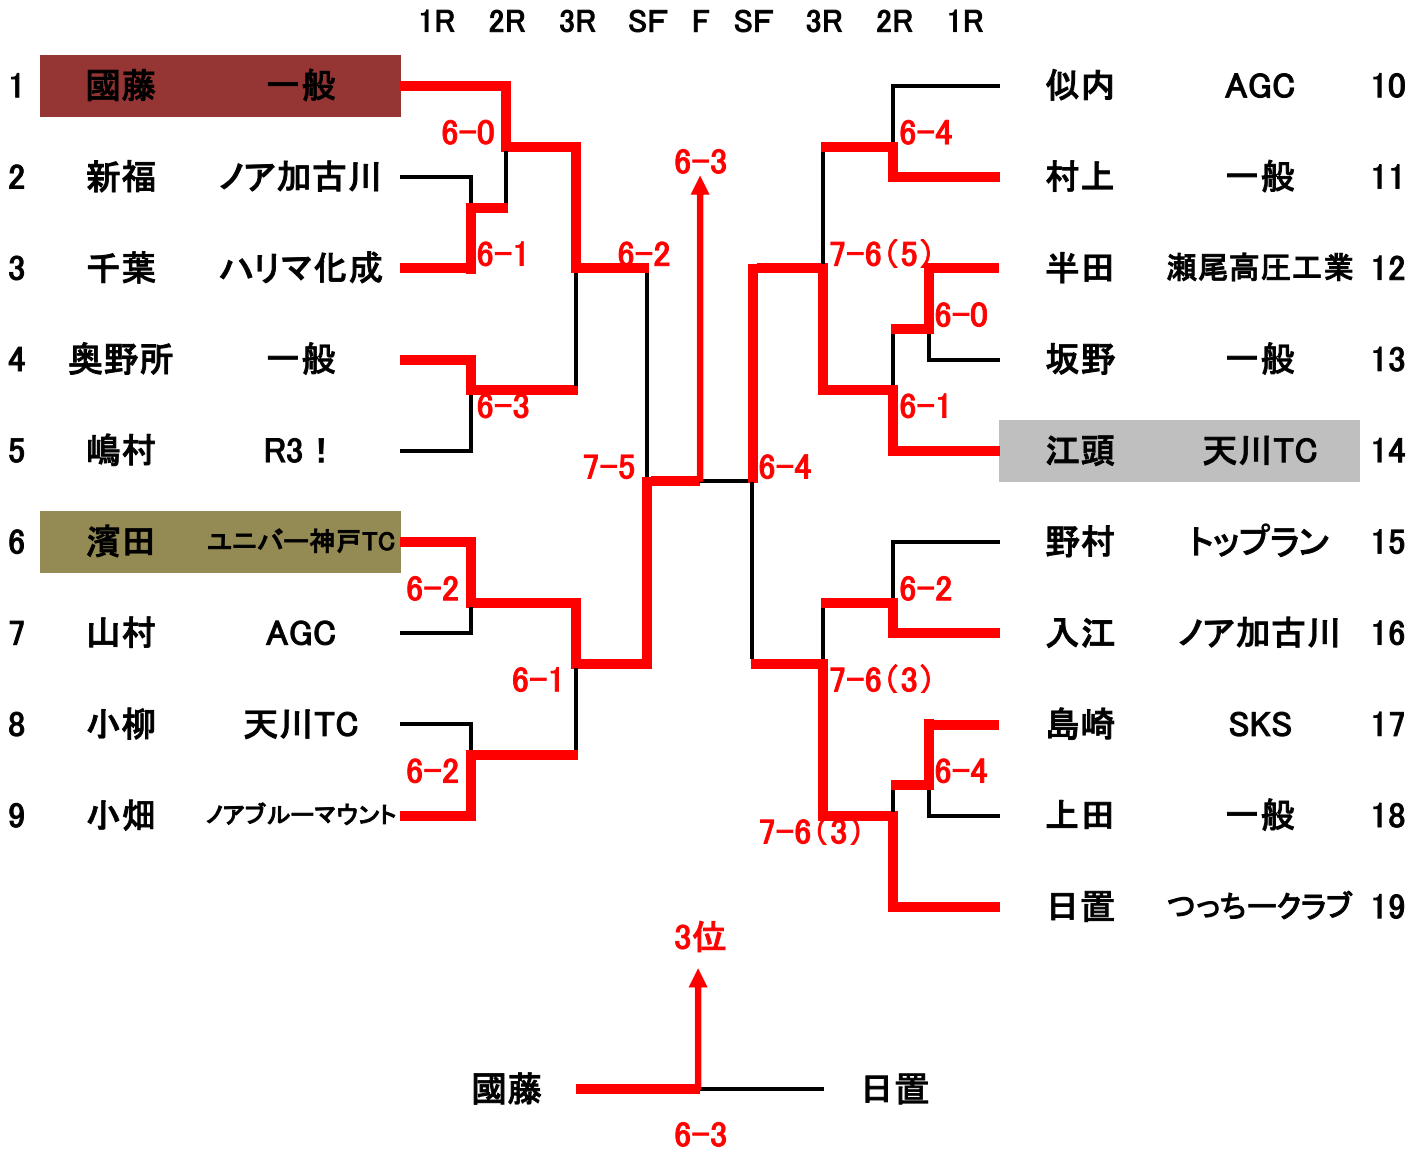 1R 2R 3R SF F SF 3R 2R 1R
1 國藤 一般
似内 AGC 10
6-0
6-4
6-3
2 新福 ノア加古川
村上 一般 11
6-1
6-2
7-6(5)
3 千葉 ハリマ化成
半田 瀬尾高圧工業 12
6-0
4 奥野所 一般
坂野 一般 13
6-3
6-1
5 嶋村 R3！
江頭 天川TC 14
7-5
6-4
6 濱田 ユニバー神戸TC
野村 トップラン 15
6-2
6-2
7 山村 AGC
入江 ノア加古川 16
6-1
7-6(3)
8 小柳 天川TC
島崎 SKS 17
6-2
6-4
9 小畑 ノアブルーマウント
上田 一般 18
7-6(3)
日置 つっちークラブ 19
3位
國藤 日置
6-3